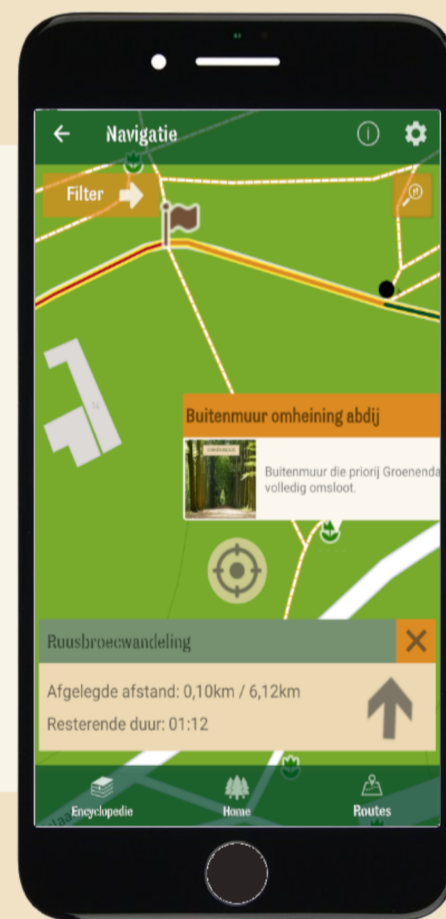 Navigatie
Filter
Buitenmuur omheining abdij
Buitenmuur die priorij Groenenda
volledig omsloot.
Ruusbroecwandeling
Afgelegde afstand: 0,10km / 6,12km
Resterende duur: 01:12
Encyclopedie
Home
Routes